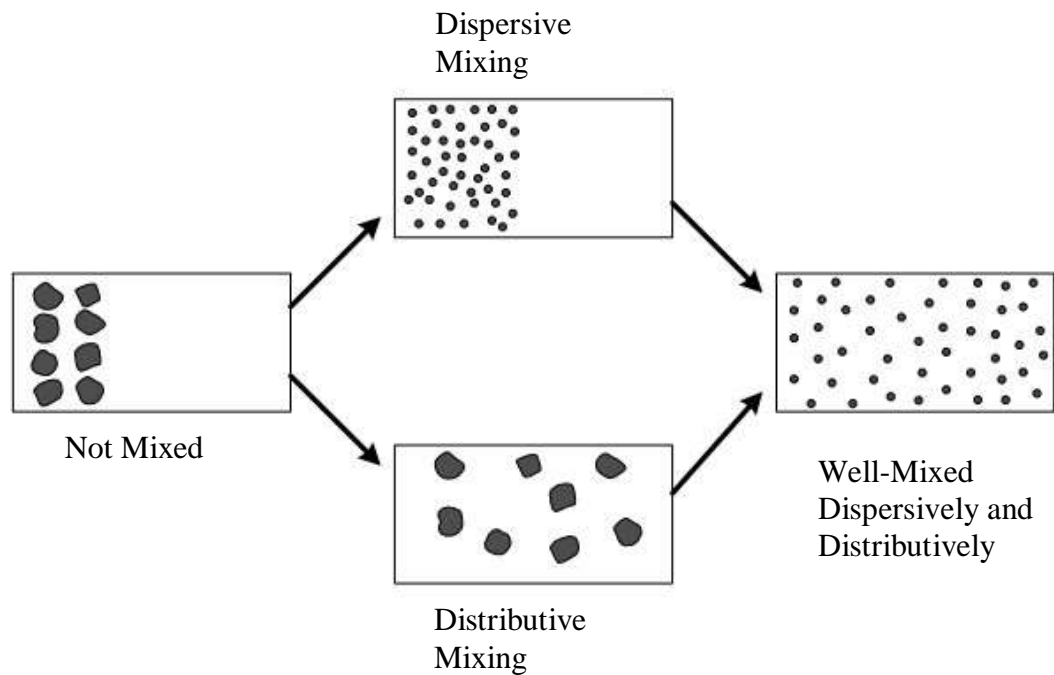 Dispersive
Mixing
Not Mixed
Well-Mixed
Dispersively and
Distributively
Distributive
Mixing